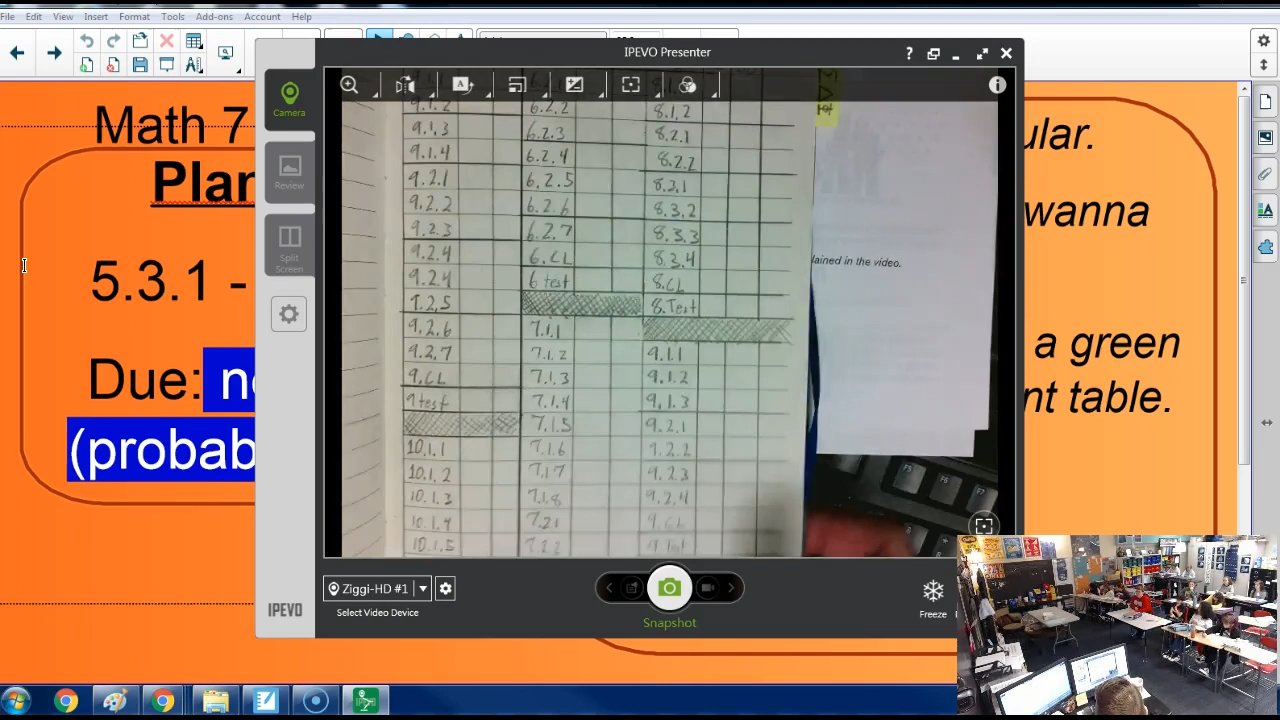 File Edit View Insert Format Tools Add-ons Account Help
IPEVO Presenter
Camera
Review
Split
Screen
IPEVO
Math 7
Plan
5.3.1 -
Due:
(probab
ular.
wanna
a green
nt table.
lained in the video.
9.1.2
9.1.3
9.1.4
9.2.1
9.2.2
9.2.3
9.2.4
9.2.4
9.2.5
9.2.6
9.2.7
9.CL
9 test
10.1.1
10.1.2
10.1.3
10.1.4
10.1.5
6.2.2
6.2.3
6.2.4
6.2.5
6.2.6
6.2.7
6.CL
6 test
7.1.1
7.1.2
7.1.3
7.1.4
7.1.5
7.1.6
7.1.7
7.1.8
7.2.1
7.2.2
8.1.2
8.2.1
8.2.2
8.3.2
8.3.3
8.3.4
8.CL
8.Test
9.1.1
9.1.2
9.1.3
9.2.1
9.2.2
9.2.3
9.2.4
9.CL
9 Test
F5 F6 F7
Ziggi-HD #1
Select Video Device
Snapshot
Freeze